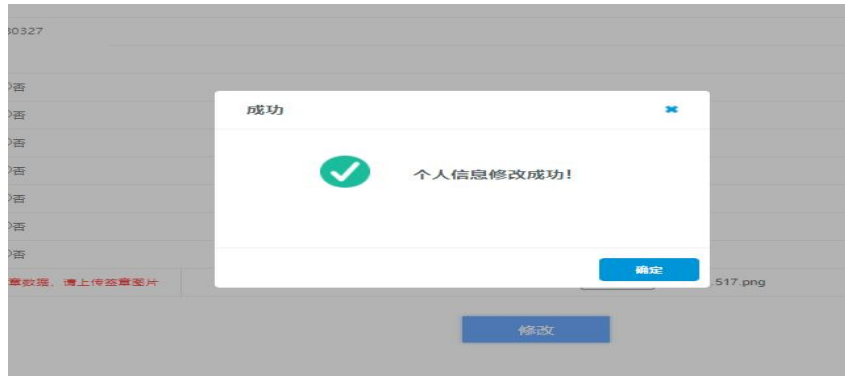 30327
否
否
成功
否
否
个人信息修改成功！
否
否
否
确定
章数据，请上传签章图片
517.png
修改